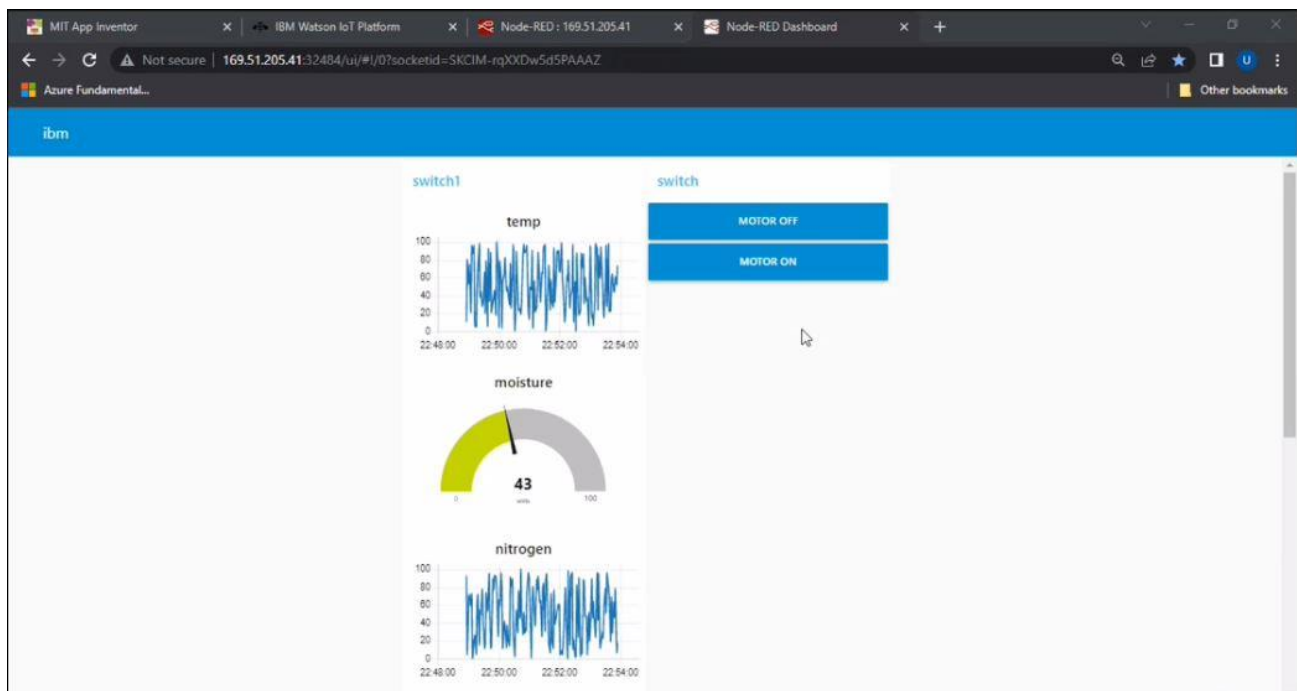 MIT App Inventor
IBM Watson IoT Platform
Node-RED : 169.51.205.41
Node-RED Dashboard
Not secure | 169.51.205.41:32484/ui/#!/0?socketid=SKCIM-rqXXDw5d5PAAAZ
U
Azure Fundamental...
Other bookmarks
ibm
switch1
temp
100
80
60
40
20
0
22:48:00 22:50:00 22:52:00 22:54:00
moisture
43
units
0 100
nitrogen
100
80
60
40
20
0
22:48:00 22:50:00 22:52:00 22:54:00
switch
MOTOR OFF
MOTOR ON